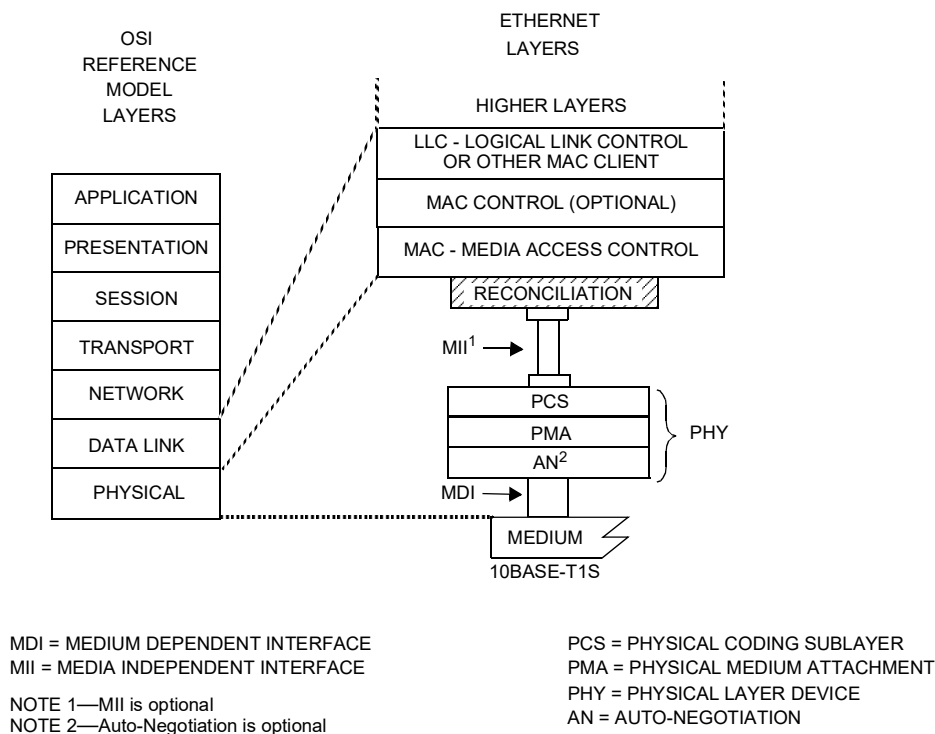 OSI
REFERENCE
MODEL
LAYERS
APPLICATION
PRESENTATION
SESSION
TRANSPORT
NETWORK
DATA LINK
PHYSICAL
ETHERNET
LAYERS
HIGHER LAYERS
LLC - LOGICAL LINK CONTROL
OR OTHER MAC CLIENT
MAC CONTROL (OPTIONAL)
MAC - MEDIA ACCESS CONTROL
RECONCILIATION
MII¹
PCS
PMA
AN²
PHY
MDI
MEDIUM
10BASE-T1S
MDI = MEDIUM DEPENDENT INTERFACE
MII = MEDIA INDEPENDENT INTERFACE
NOTE 1—MII is optional
NOTE 2—Auto-Negotiation is optional
PCS = PHYSICAL CODING SUBLAYER
PMA = PHYSICAL MEDIUM ATTACHMENT
PHY = PHYSICAL LAYER DEVICE
AN = AUTO-NEGOTIATION